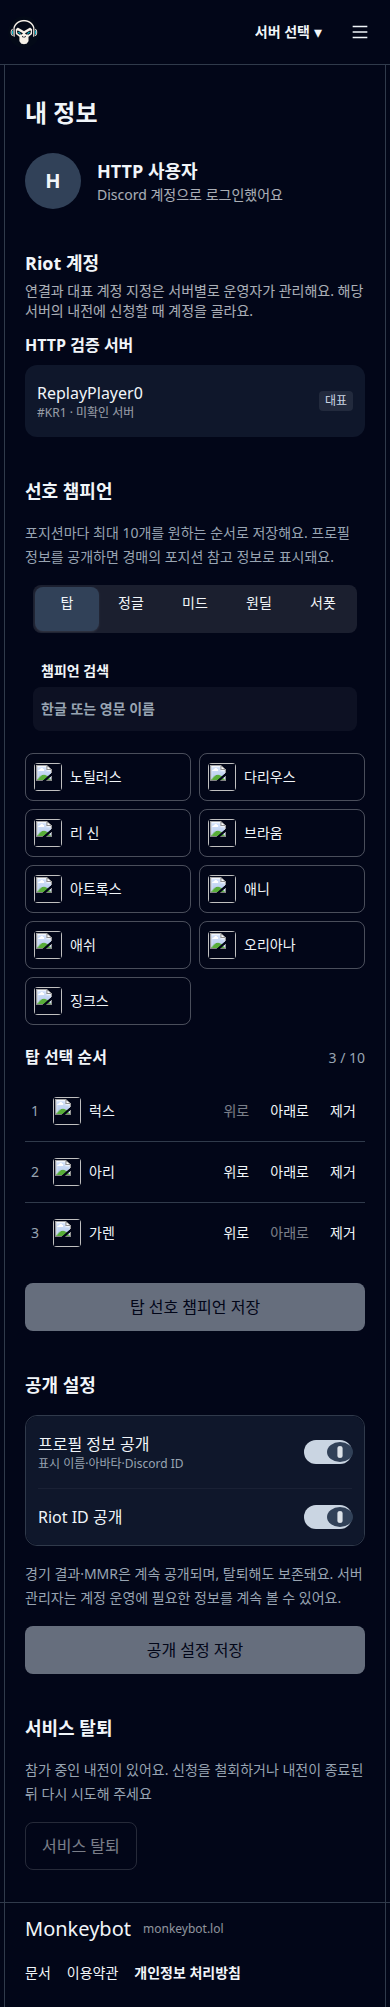 서버 선택 ▾
내 정보
H
HTTP 사용자
Discord 계정으로 로그인했어요
Riot 계정
연결과 대표 계정 지정은 서버별로 운영자가 관리해요. 해당
서버의 내전에 신청할 때 계정을 골라요.
HTTP 검증 서버
ReplayPlayer0
#KR1 · 미확인 서버
대표
선호 챔피언
포지션마다 최대 10개를 원하는 순서로 저장해요. 프로필
정보를 공개하면 경매의 포지션 참고 정보로 표시돼요.
탑 정글 미드 원딜 서폿
챔피언 검색
한글 또는 영문 이름
노틸러스 다리우스
리 신 브라움
아트록스 애니
애쉬 오리아나
징크스
탑 선택 순서 3 / 10
1 럭스 위로 아래로 제거
2 아리 위로 아래로 제거
3 가렌 위로 아래로 제거
탑 선호 챔피언 저장
공개 설정
프로필 정보 공개
표시 이름·아바타·Discord ID
Riot ID 공개
경기 결과·MMR은 계속 공개되며, 탈퇴해도 보존돼요. 서버
관리자는 계정 운영에 필요한 정보를 계속 볼 수 있어요.
공개 설정 저장
서비스 탈퇴
참가 중인 내전이 있어요. 신청을 철회하거나 내전이 종료된
뒤 다시 시도해 주세요
서비스 탈퇴
Monkeybot monkeybot.lol
문서 이용약관 개인정보 처리방침